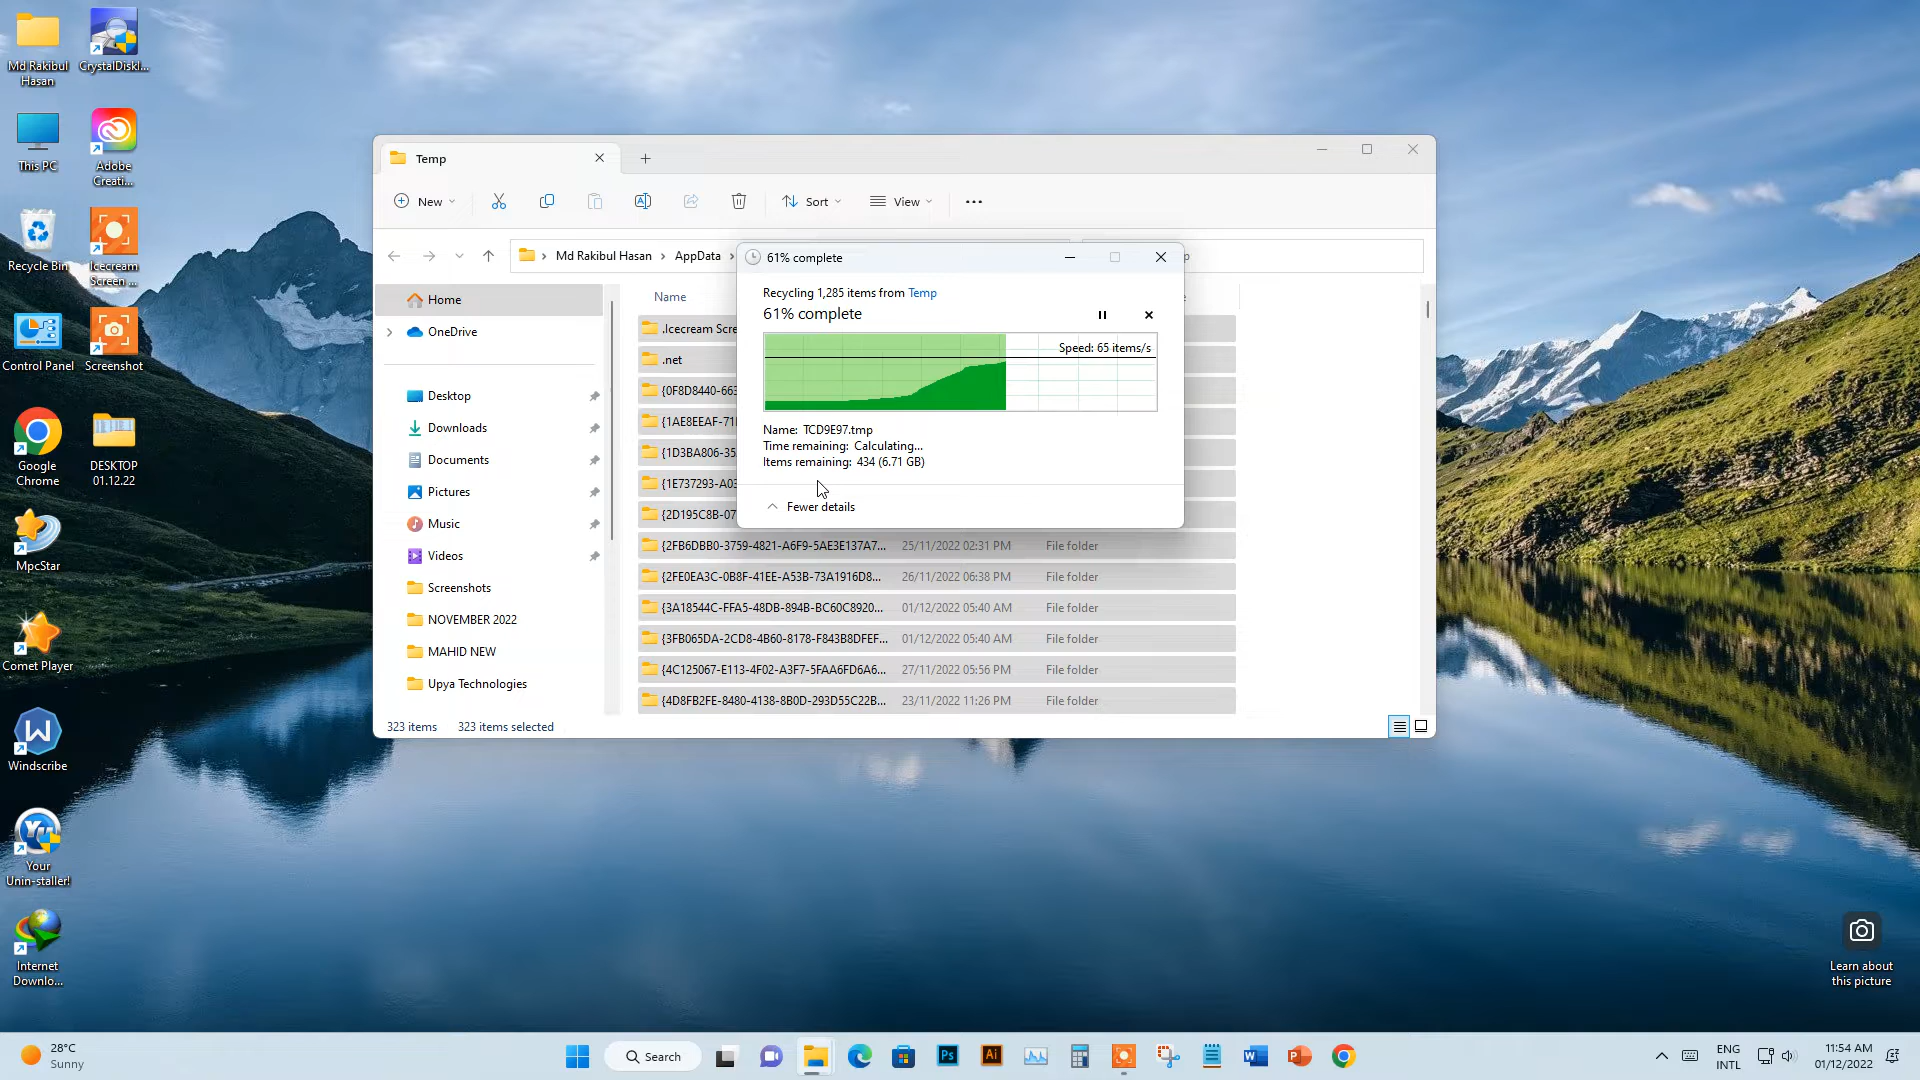 Md Rakibul
Hasan
CrystalDiskI...
This PC
Adobe
Creati...
Recycle Bin
Icecream
Screen ...
Control Panel
Screenshot
Google
Chrome
DESKTOP
01.12.22
MpcStar
Comet Player
Windscribe
Your
Unin-staller!
Internet
Downlo...
Temp
New
Sort
View
Md Rakibul Hasan
AppData
Home
OneDrive
Desktop
Downloads
Documents
Pictures
Music
Videos
Screenshots
NOVEMBER 2022
MAHID NEW
Upya Technologies
Name
.Icecream Scre
.net
{0F8D8440-663
{1AE8EEAF-71
{1D3BA806-35
{1E737293-A03
{2D195C8B-07
{2FB6DBB0-3759-4821-A6F9-5AE3E137A7... 25/11/2022 02:31 PM File folder
{2FE0EA3C-0B8F-41EE-A53B-73A1916D8... 26/11/2022 06:38 PM File folder
{3A18544C-FFA5-48DB-894B-BC60C8920... 01/12/2022 05:40 AM File folder
{3FB065DA-2CD8-4B60-8178-F843B8DFEF... 01/12/2022 05:40 AM File folder
{4C125067-E113-4F02-A3F7-5FAA6FD6A6... 27/11/2022 05:56 PM File folder
{4D8FB2FE-8480-4138-8B0D-293D55C22B... 23/11/2022 11:26 PM File folder
323 items 323 items selected
61% complete
Recycling 1,285 items from Temp
61% complete
Speed: 65 items/s
Name: TCD9E97.tmp
Time remaining: Calculating...
Items remaining: 434 (6.71 GB)
Fewer details
Learn about
this picture
28°C
Sunny
Search
Ps
Ai
W
P
ENG
INTL
11:54 AM
01/12/2022